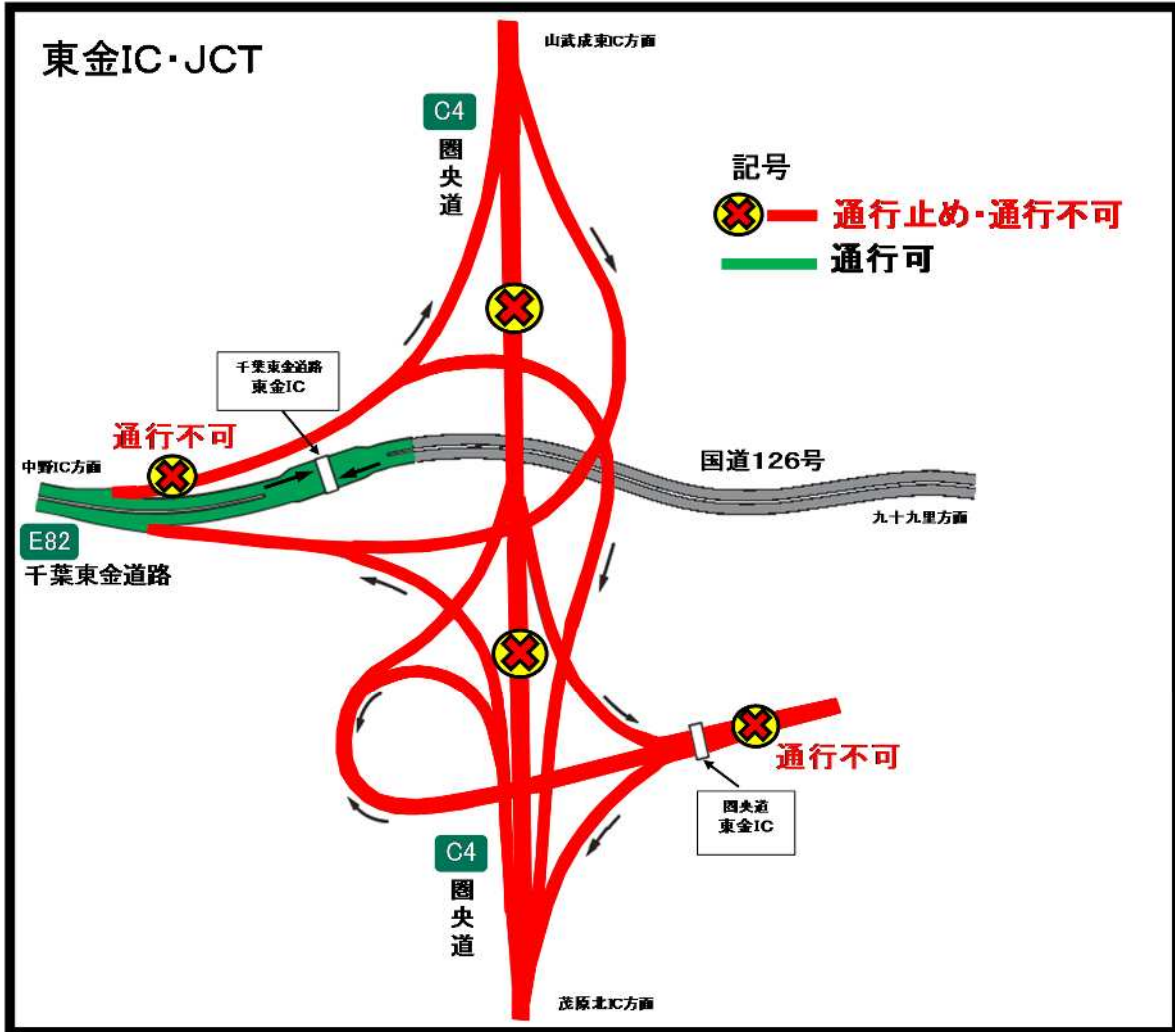 東金IC・JCT
山武成東IC方面
C4
圏央道
記号
通行止め・通行不可
通行可
千葉東金道路
東金IC
通行不可
中野IC方面
国道126号
九十九里方面
E82
千葉東金道路
通行不可
圏央道
東金IC
C4
圏央道
茂原北IC方面